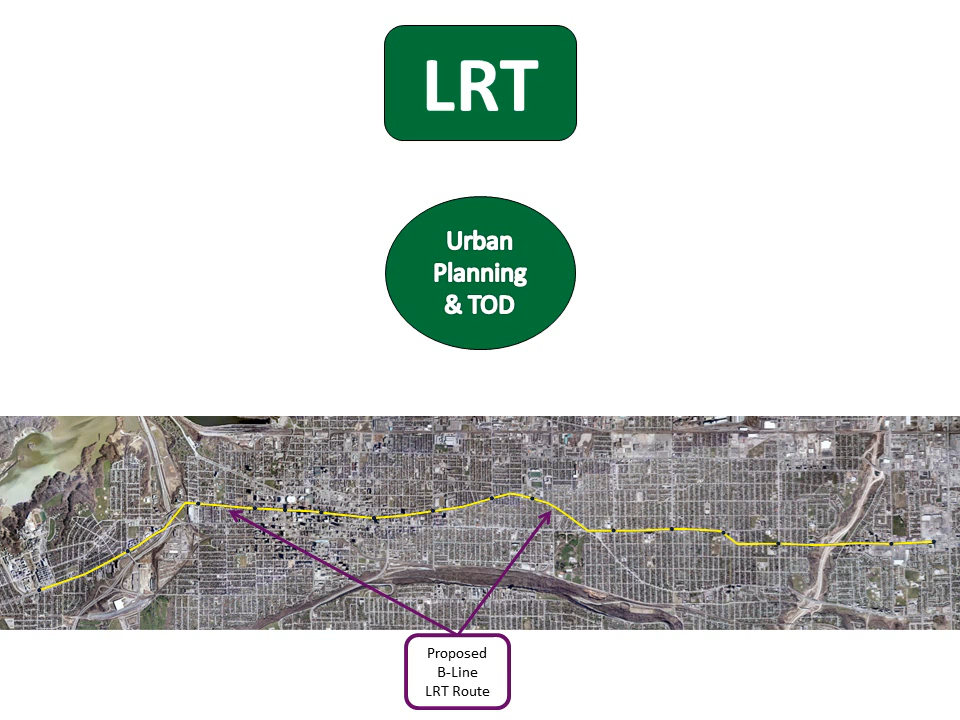 LRT
Urban
Planning
& TOD
Proposed
B-Line
LRT Route